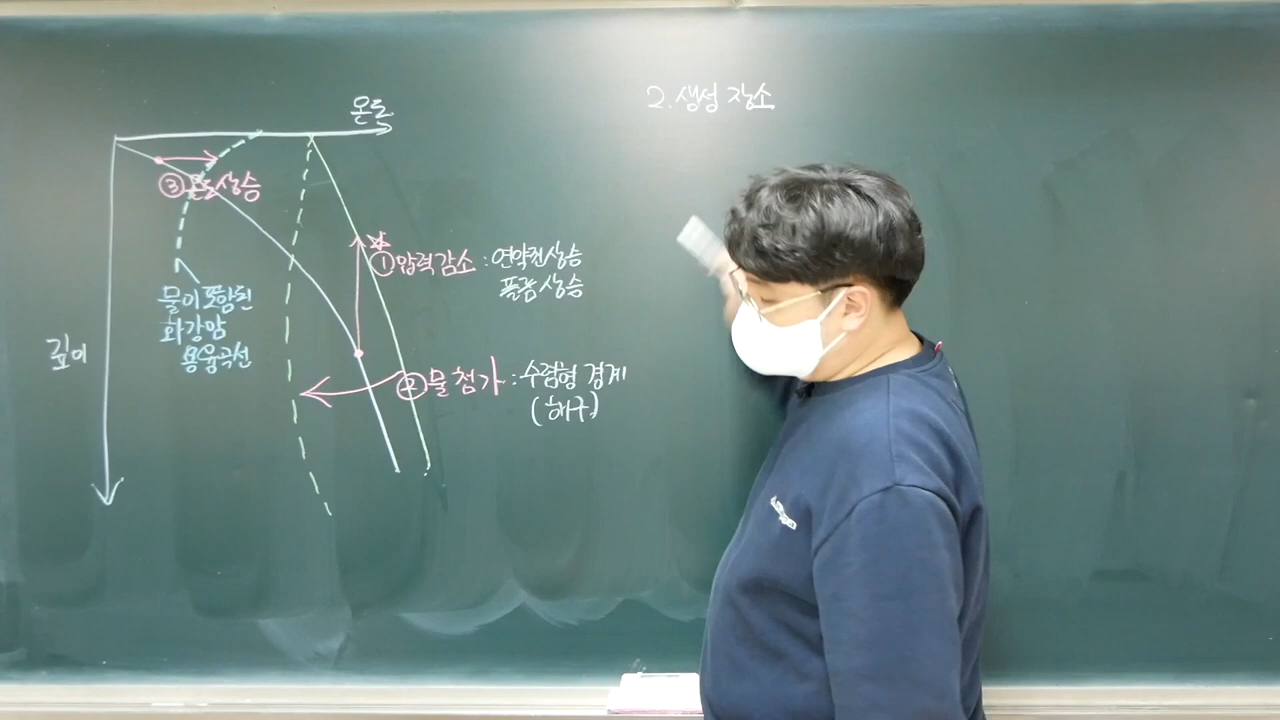 온도
2. 생성 장소
③ 온도상승
① 압력감소 : 연약권상승
플룸 상승
물이 포함된
화강암
용융곡선
깊이
② 물 첨가 : 수렴형 경계
(해구)